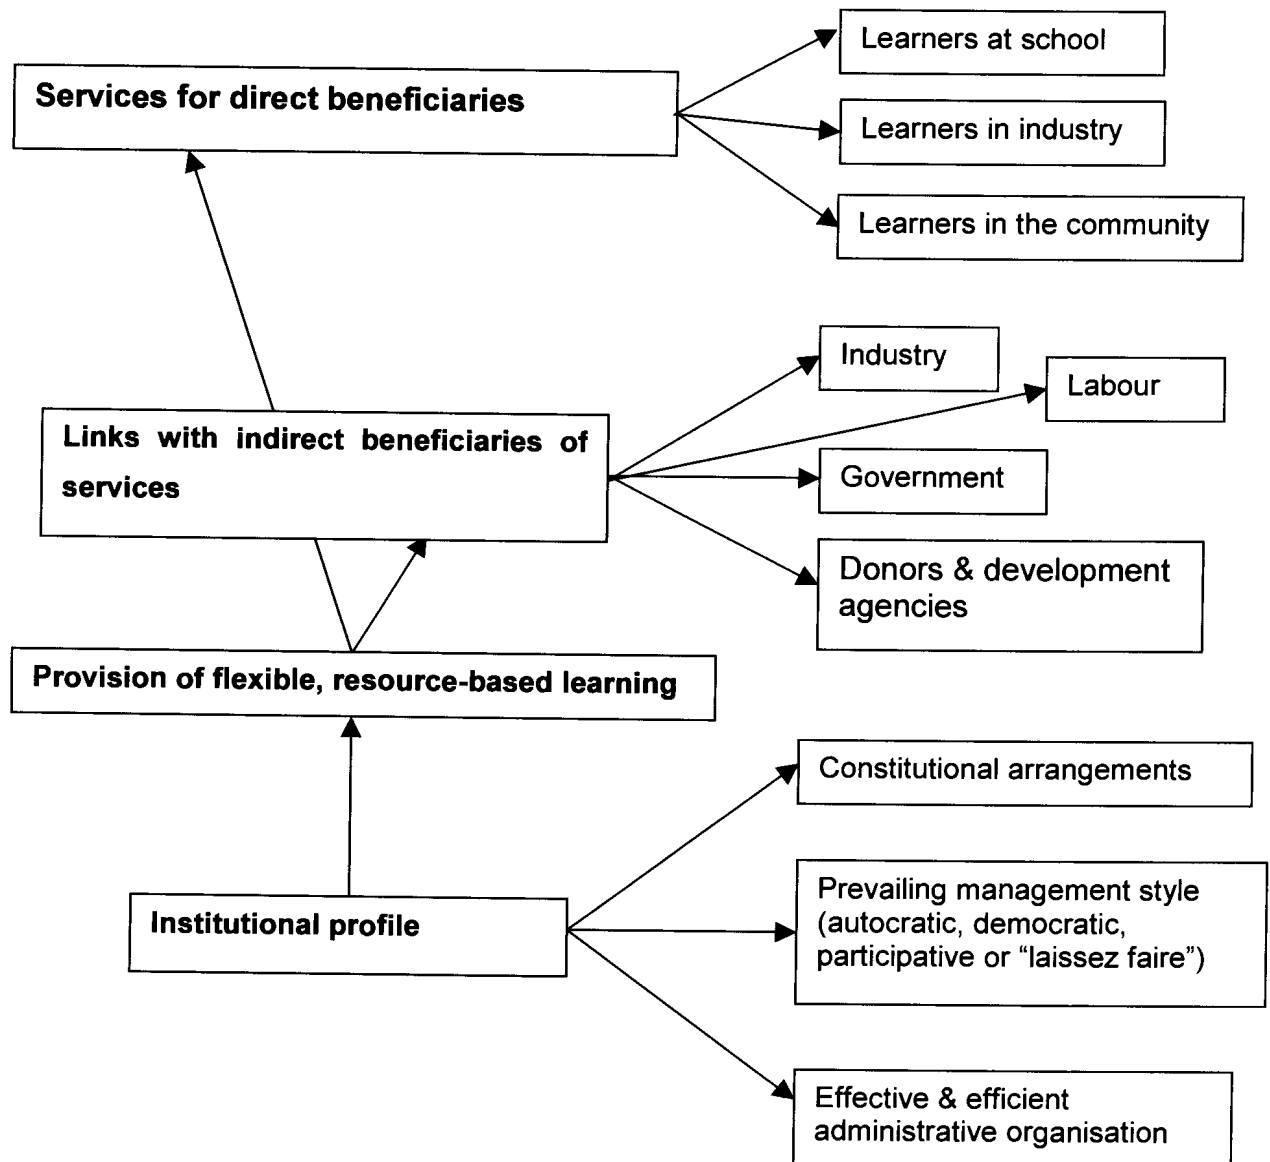 Learners at school
Services for direct beneficiaries
Learners in industry
Learners in the community
Industry
Labour
Links with indirect beneficiaries of
services
Government
Donors & development
agencies
Provision of flexible, resource-based learning
Constitutional arrangements
Institutional profile
Prevailing management style
(autocratic, democratic,
participative or “laissez faire”)
Effective & efficient
administrative organisation